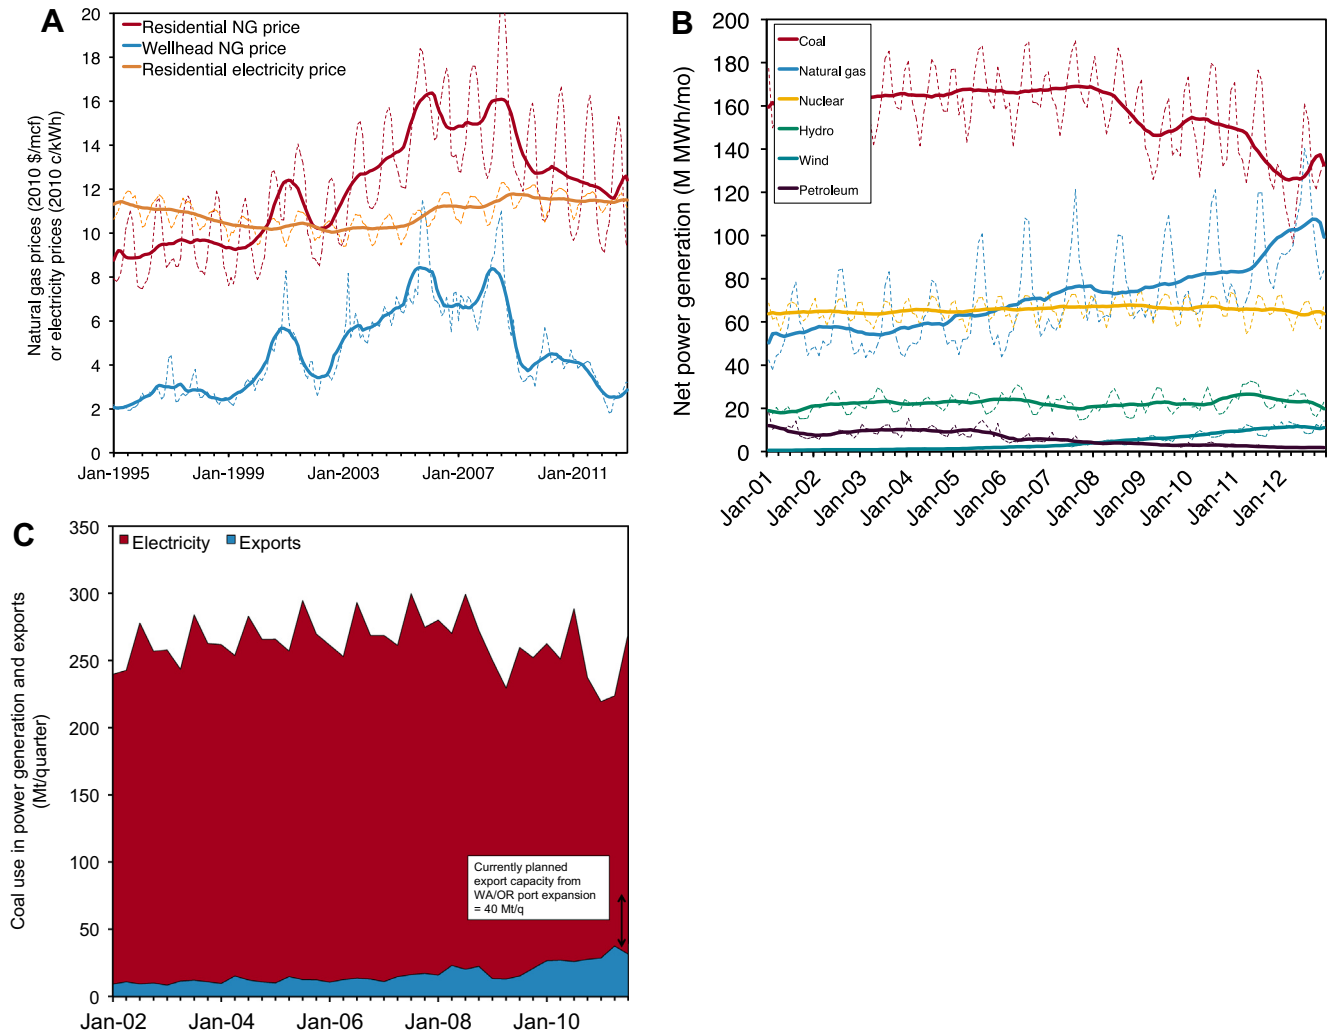 A
Residential NG price
Wellhead NG price
Residential electricity price
Natural gas prices (2010 $/mcf)
or electricity prices (2010 c/kWh)
20
18
16
14
12
10
8
6
4
2
0
Jan-1995
Jan-1999
Jan-2003
Jan-2007
Jan-2011
B
Coal
Natural gas
Nuclear
Hydro
Wind
Petroleum
Net power generation (M MWh/mo)
200
180
160
140
120
100
80
60
40
20
0
Jan-01
Jan-02
Jan-03
Jan-04
Jan-05
Jan-06
Jan-07
Jan-08
Jan-09
Jan-10
Jan-11
Jan-12
C
Electricity
Exports
Coal use in power generation and exports
(Mt/quarter)
350
300
250
200
150
100
50
0
Currently planned
export capacity from
WA/OR port expansion
= 40 Mt/q
Jan-02
Jan-04
Jan-06
Jan-08
Jan-10